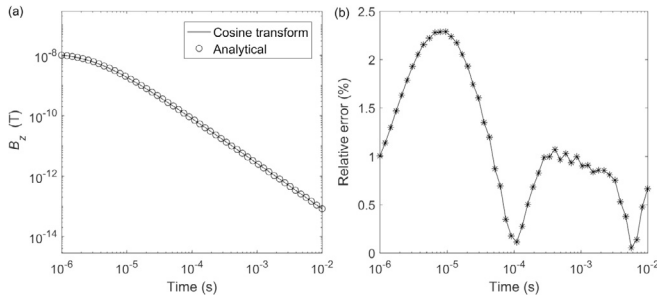 (a)
Cosine transform
Analytical
10^-8
10^-10
10^-12
10^-14
B_z (T)
10^-6 10^-5 10^-4 10^-3 10^-2
Time (s)
(b)
2.5
2
1.5
1
0.5
0
Relative error (%)
10^-6 10^-5 10^-4 10^-3 10^-2
Time (s)